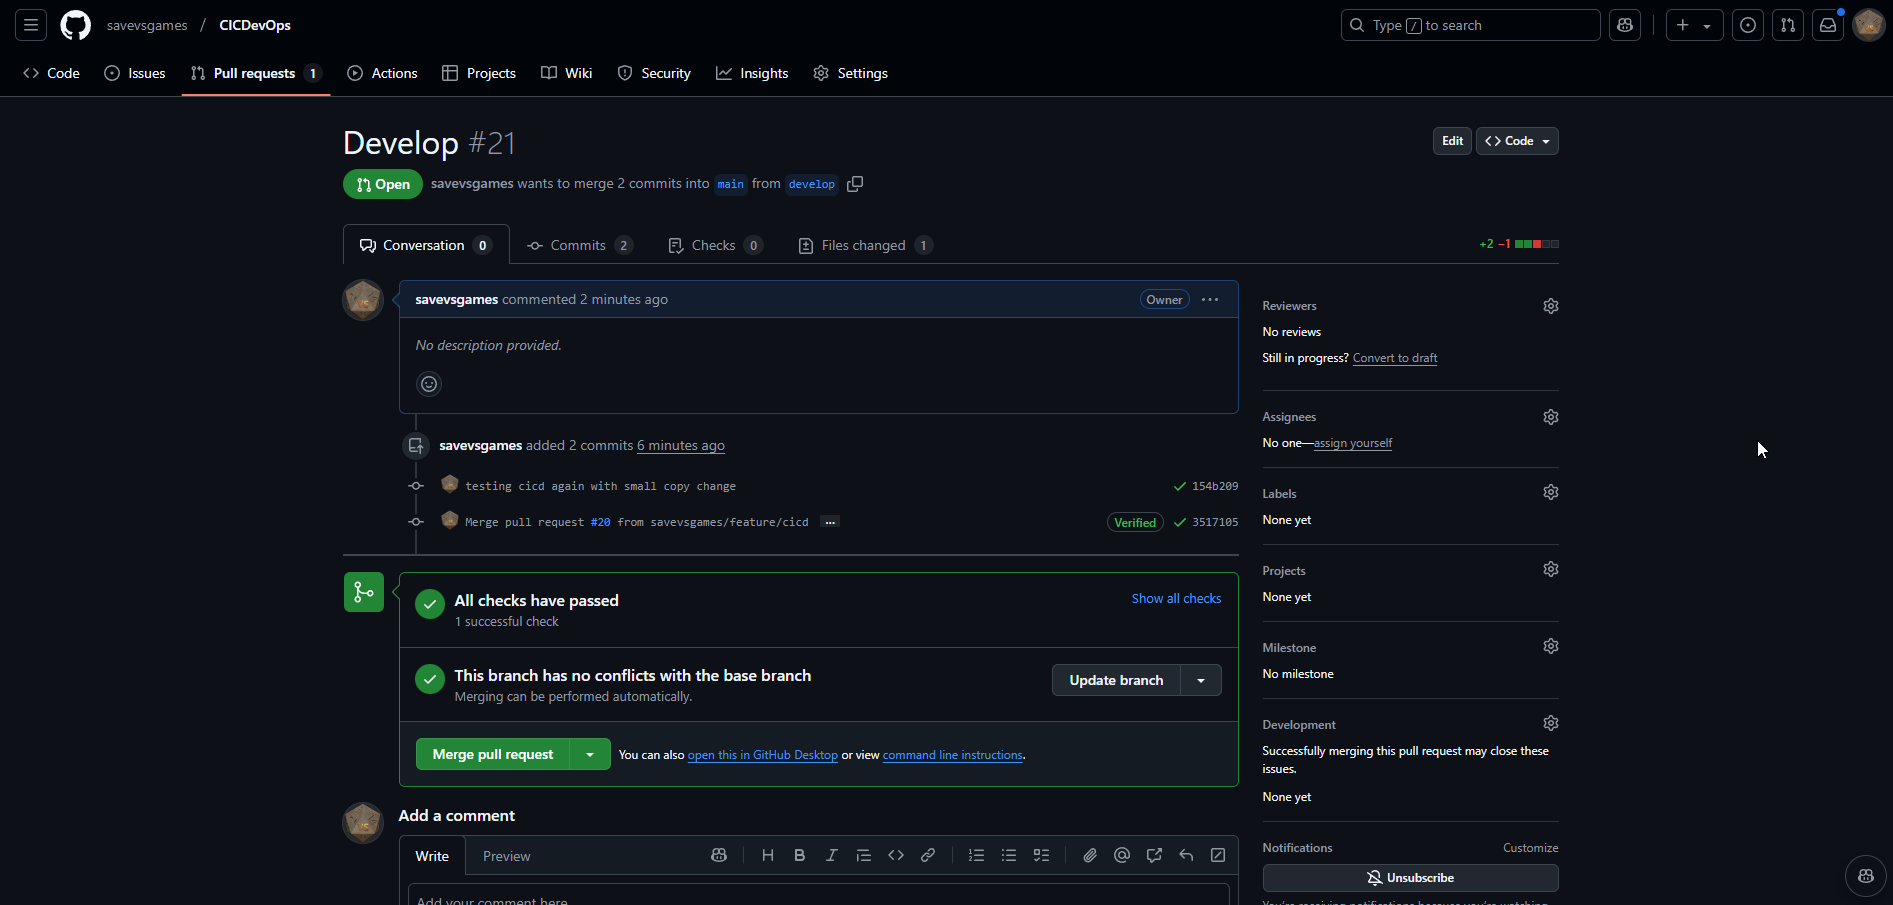 savevsgames / CICDevOps
Type / to search
Code
Issues
Pull requests 1
Actions
Projects
Wiki
Security
Insights
Settings
Develop #21
Edit
Code
Open
savevsgames wants to merge 2 commits into main from develop
Conversation 0
Commits 2
Checks 0
Files changed 1
+2 −1
savevsgames commented 2 minutes ago
Owner
No description provided.
savevsgames added 2 commits 6 minutes ago
testing cicd again with small copy change
154b209
Merge pull request #20 from savevsgames/feature/cicd …
Verified
3517105
All checks have passed
1 successful check
Show all checks
This branch has no conflicts with the base branch
Merging can be performed automatically.
Update branch
Merge pull request
You can also open this in GitHub Desktop or view command line instructions.
Add a comment
Write
Preview
H B I
Add your comment here
Reviewers
No reviews
Still in progress? Convert to draft
Assignees
No one—assign yourself
Labels
None yet
Projects
None yet
Milestone
No milestone
Development
Successfully merging this pull request may close these
issues.
None yet
Notifications
Customize
Unsubscribe
You're receiving notifications because you're watching